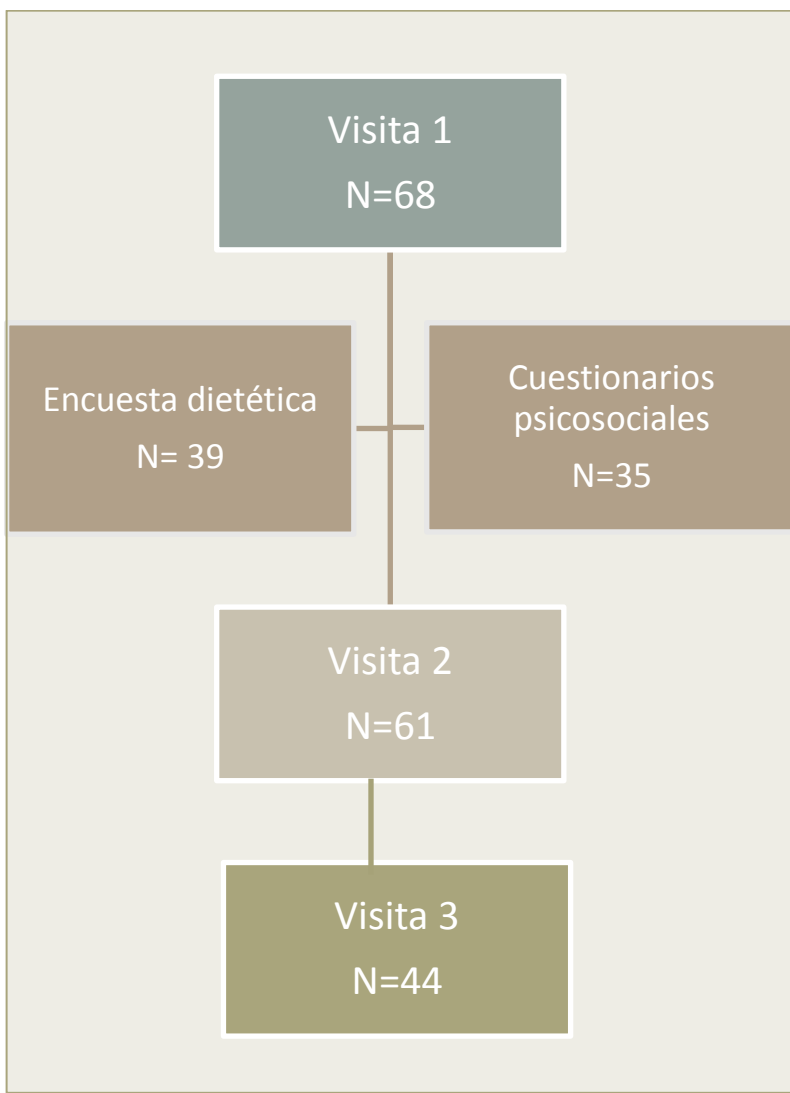 Visita 1
N=68
Encuesta dietética
N= 39
Cuestionarios
psicosociales
N=35
Visita 2
N=61
Visita 3
N=44